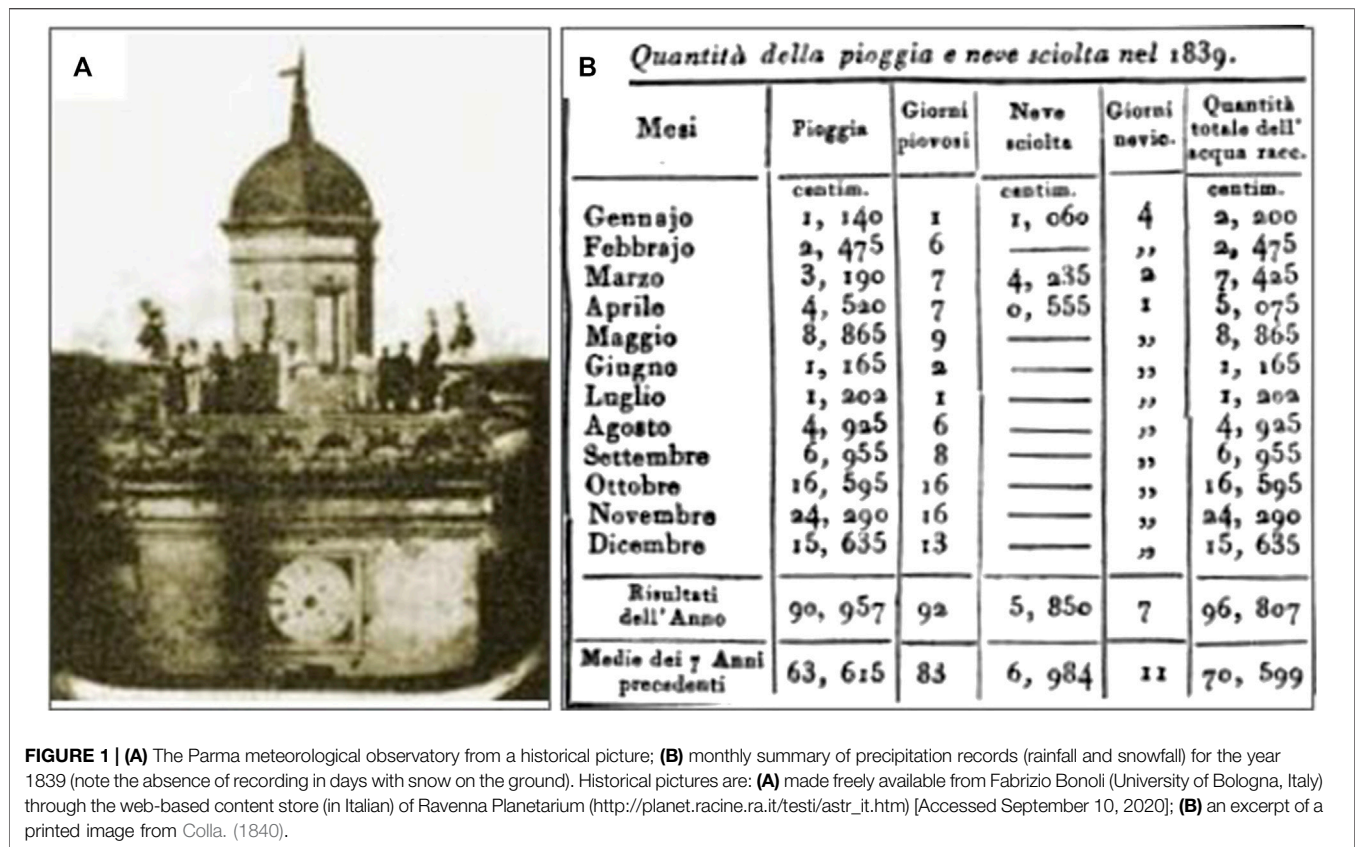 A
B
Quantità della pioggia e neve sciolta nel 1839.
Mesi Pioggia Giorni piovosi Neve sciolta Giorni nevic. Quantità totale dell' acqua racc.
centim. centim. centim.
Gennajo 1, 140 1 1, 060 4 2, 200
Febbrajo 2, 475 6 —— ,, 2, 475
Marzo 3, 190 7 4, 235 2 7, 425
Aprile 4, 520 7 0, 555 1 5, 075
Maggio 8, 865 9 —— ,, 8, 865
Giugno 1, 165 2 —— ,, 1, 165
Luglio 1, 202 1 —— ,, 1, 202
Agosto 4, 925 6 —— ,, 4, 925
Settembre 6, 955 8 —— ,, 6, 955
Ottobre 16, 595 16 —— ,, 16, 595
Novembre 24, 290 16 —— ,, 24, 290
Dicembre 15, 635 13 —— ,, 15, 635
Risultati dell'Anno 90, 957 92 5, 850 7 96, 807
Medie dei 7 Anni precedenti 63, 615 83 6, 984 11 70, 599
FIGURE 1 | (A) The Parma meteorological observatory from a historical picture; (B) monthly summary of precipitation records (rainfall and snowfall) for the year
1839 (note the absence of recording in days with snow on the ground). Historical pictures are: (A) made freely available from Fabrizio Bonoli (University of Bologna, Italy)
through the web-based content store (in Italian) of Ravenna Planetarium (http://planet.racine.ra.it/testi/astr_it.htm) [Accessed September 10, 2020]; (B) an excerpt of a
printed image from Colla. (1840).